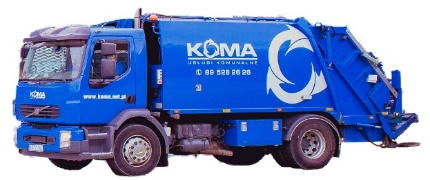 KOMA
USŁUGI KOMUNALNE
89 526 26 26
KOMA
www.koma.net.pl